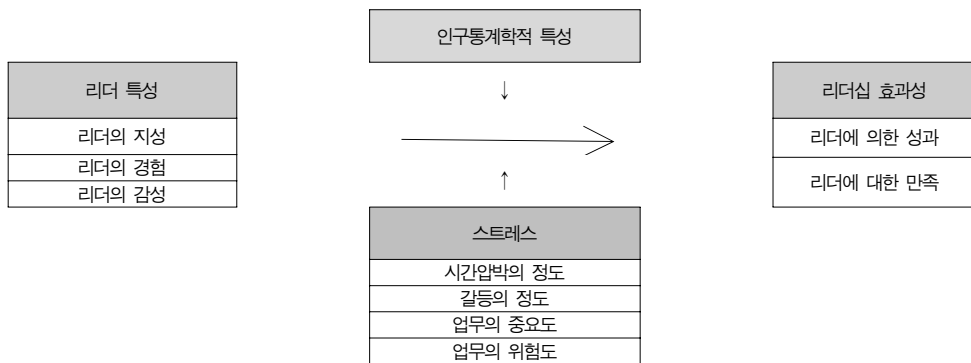 인구통계학적 특성
리더 특성
리더의 지성
리더의 경험
리더의 감성
리더십 효과성
리더에 의한 성과
리더에 대한 만족
스트레스
시간압박의 정도
갈등의 정도
업무의 중요도
업무의 위험도